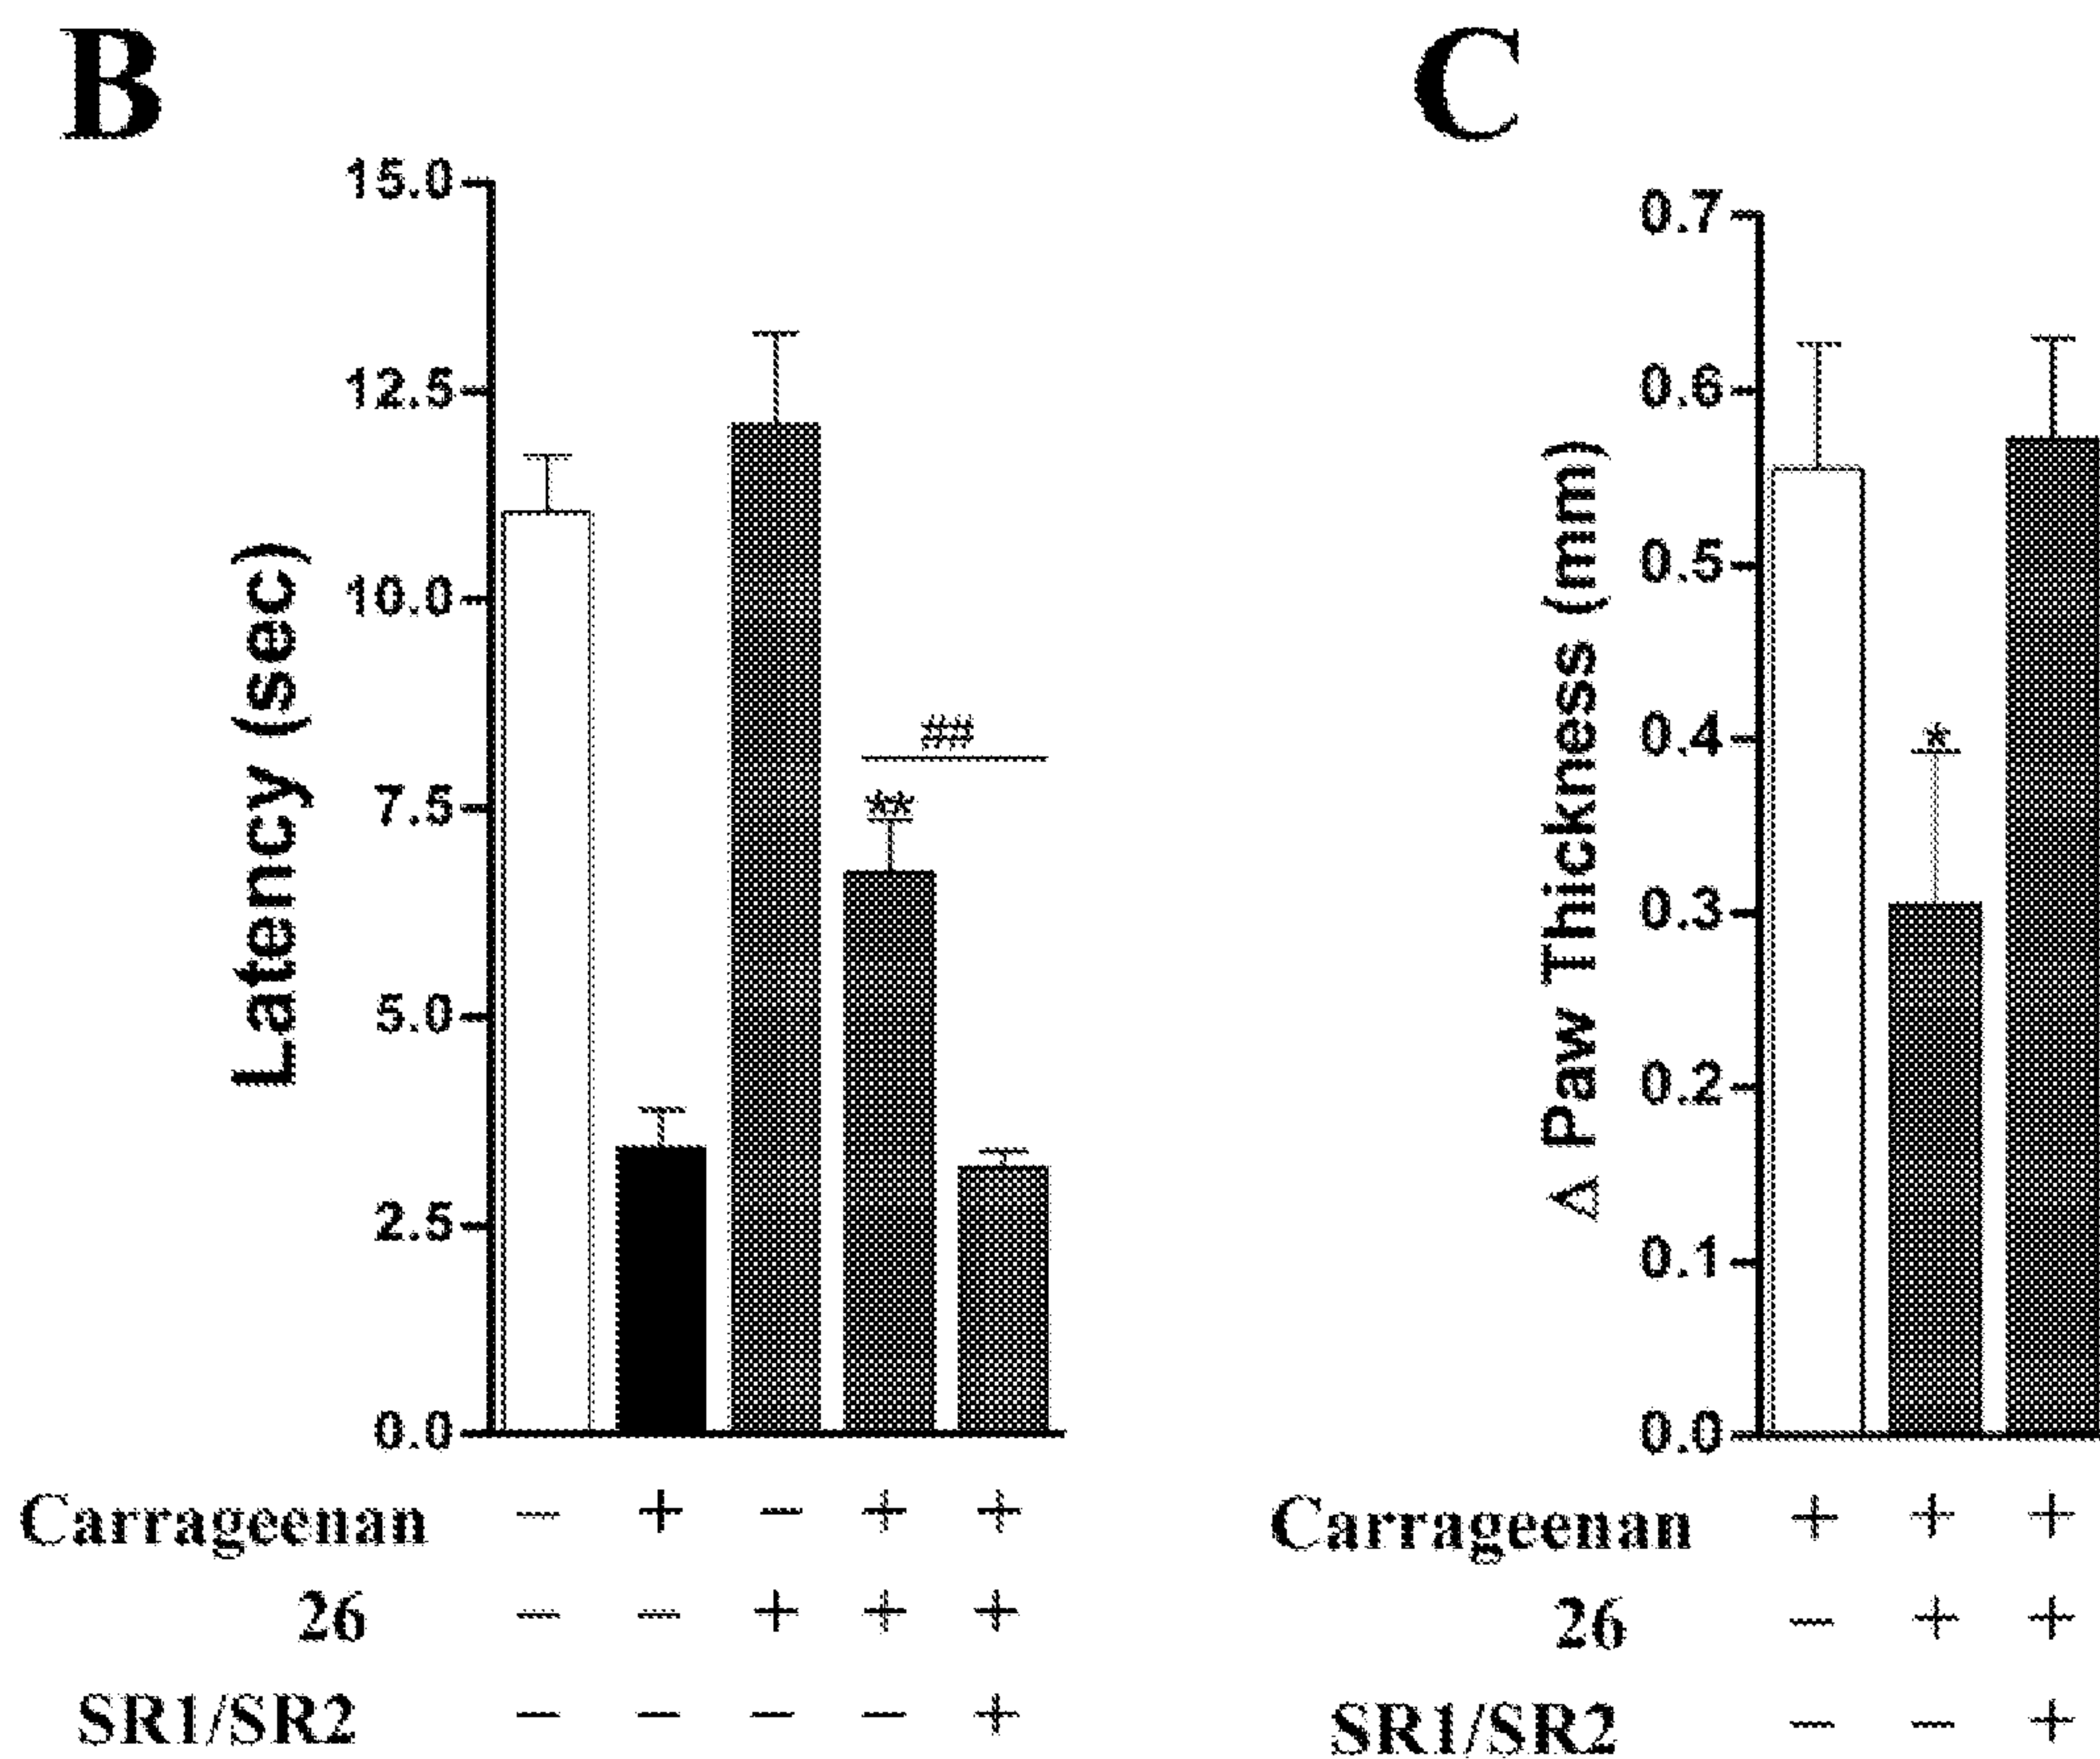 B
15.0
12.5
10.0
7.5
5.0
2.5
0.0
Latency (sec)
##
**
Carrageenan – + – + +
26 – – + + +
SR1/SR2 – – – – +
C
0.7
0.6
0.5
0.4
0.3
0.2
0.1
0.0
Δ Paw Thickness (mm)
*
Carrageenan + + +
26 – + +
SR1/SR2 – – +